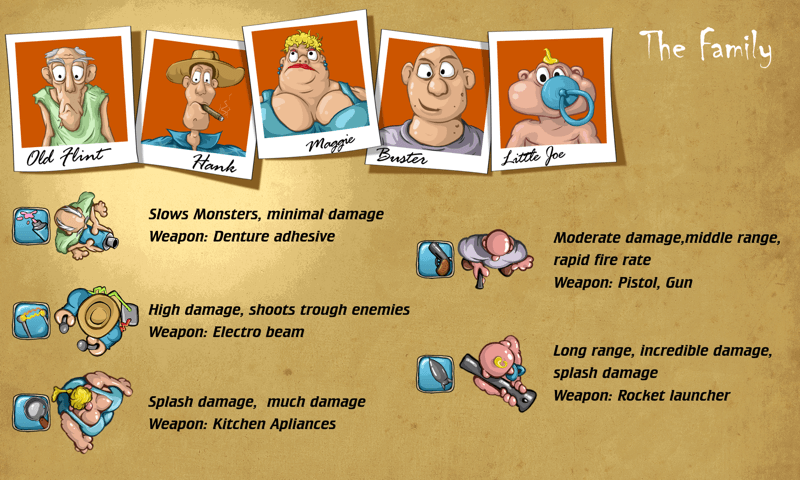 The Family
Old Flint
Hank
Maggie
Buster
Little Joe
Slows Monsters, minimal damage
Weapon: Denture adhesive
High damage, shoots trough enemies
Weapon: Electro beam
Splash damage, much damage
Weapon: Kitchen Apliances
Moderate damage,middle range,
rapid fire rate
Weapon: Pistol, Gun
Long range, incredible damage,
splash damage
Weapon: Rocket launcher